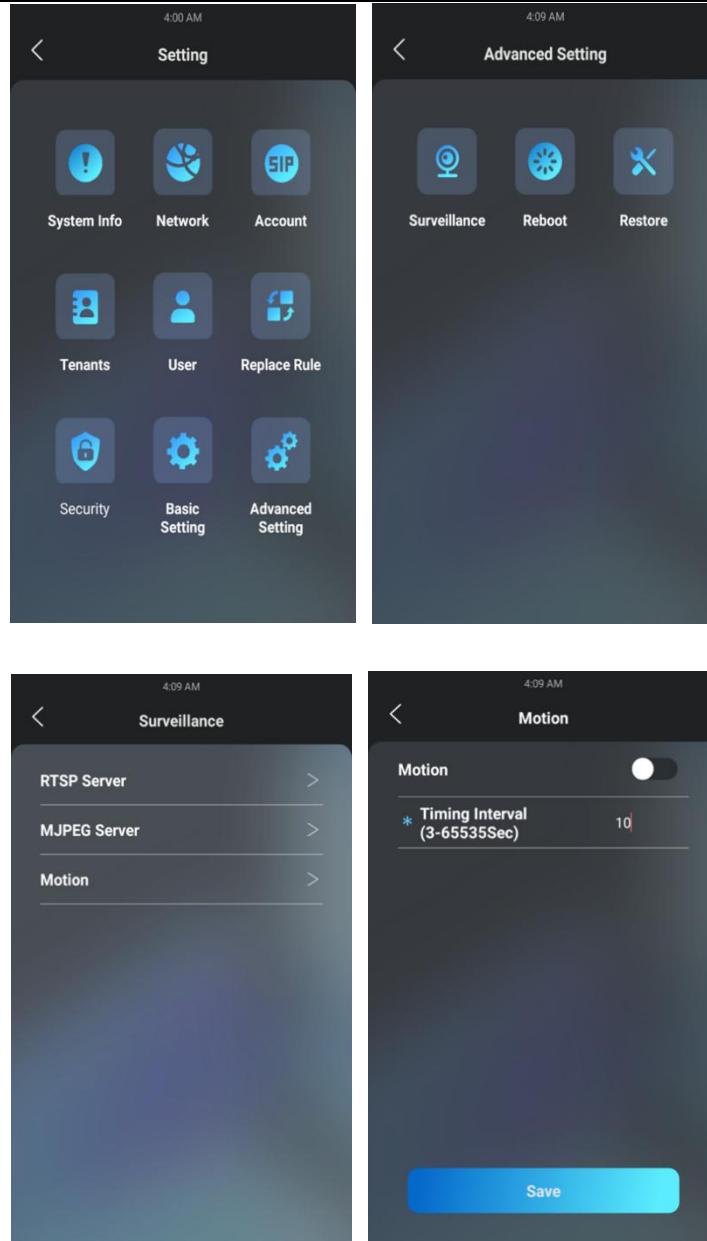 4:00 AM
Setting
SIP
System Info
Network
Account
Tenants
User
Replace Rule
Security
Basic
Setting
Advanced
Setting
4:09 AM
Advanced Setting
Surveillance
Reboot
Restore
4:09 AM
Surveillance
RTSP Server >
MJPEG Server >
Motion >
4:09 AM
Motion
Motion
* Timing Interval
(3-65535Sec)
10
Save